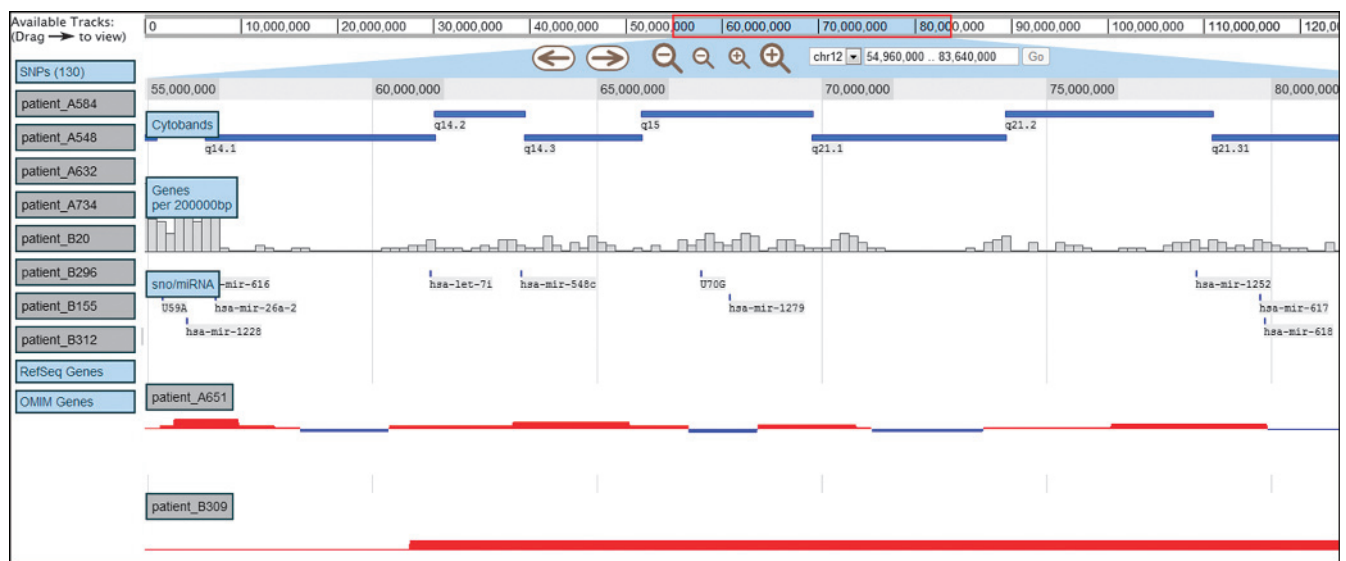 Available Tracks:
(Drag → to view)
0 10,000,000 20,000,000 30,000,000 40,000,000 50,000,000 60,000,000 70,000,000 80,000,000 90,000,000 100,000,000 110,000,000 120,0
chr12 54,960,000 .. 83,640,000 Go
SNPs (130)
patient_A584
patient_A548
patient_A632
patient_A734
patient_B20
patient_B296
patient_B155
patient_B312
RefSeq Genes
OMIM Genes
55,000,000 60,000,000 65,000,000 70,000,000 75,000,000 80,000,000
Cytobands
q14.2 q15 q21.2
q14.1 q14.3 q21.1 q21.31
Genes
per 200000bp
sno/miRNA -mir-616 hsa-let-7i hsa-mir-548c U70G hsa-mir-1252
U59A hsa-mir-26a-2 hsa-mir-1279 hsa-mir-617
hsa-mir-1228 hsa-mir-618
patient_A651
patient_B309